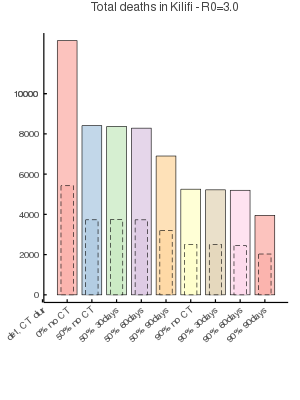 Total deaths in Kilifi - R0=3.0
10000
8000
6000
4000
2000
0
det, CT dur
0% no CT
50% no CT
50% 30days
50% 60days
50% 90days
90% no CT
90% 30days
90% 60days
90% 90days